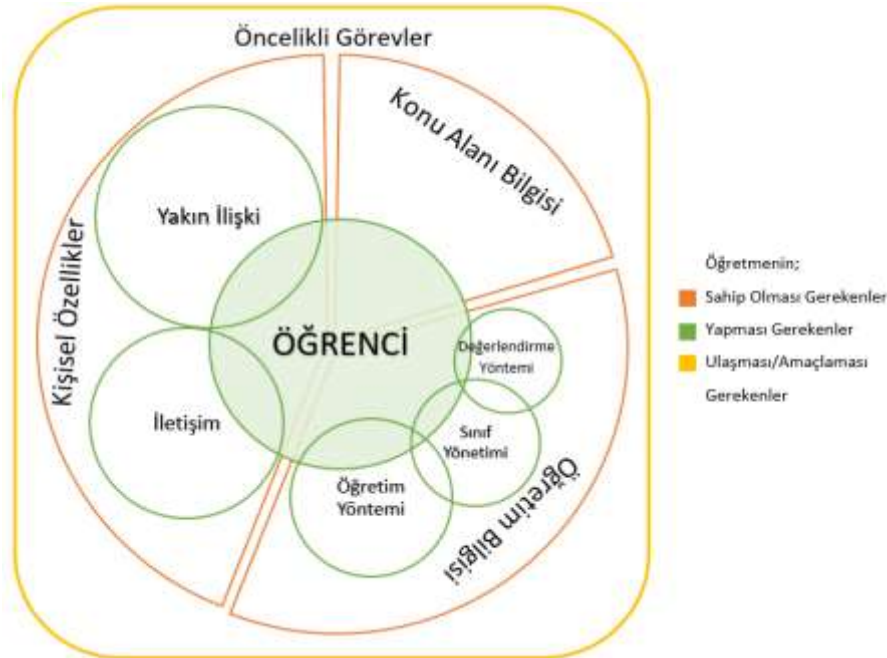 Öncelikli Görevler
Konu Alanı Bilgisi
Kişisel Özellikler
Yakın İlişki
ÖĞRENCİ
İletişim
Değerlendirme
Yöntemi
Sınıf
Yönetimi
Öğretim
Yöntemi
Öğretim Bilgisi
Öğretmenin;
Sahip Olması Gerekenler
Yapması Gerekenler
Ulaşması/Amaçlaması
Gerekenler